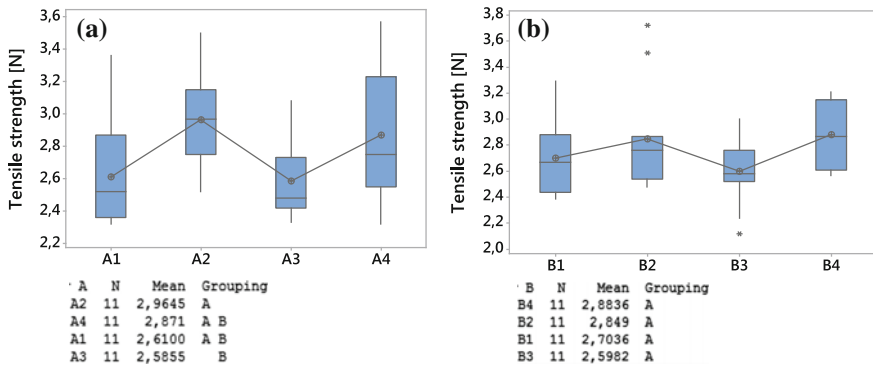 (a)
Tensile strength [N]
3,6
3,4
3,2
3,0
2,8
2,6
2,4
2,2
A1 A2 A3 A4
A N Mean Grouping
A2 11 2,9645 A
A4 11 2,871 A B
A1 11 2,6100 A B
A3 11 2,5855 B
(b)
Tensile strength [N]
3,8
3,6
3,4
3,2
3,0
2,8
2,6
2,4
2,2
2,0
B1 B2 B3 B4
B N Mean Grouping
B4 11 2,8836 A
B2 11 2,849 A
B1 11 2,7036 A
B3 11 2,5982 A